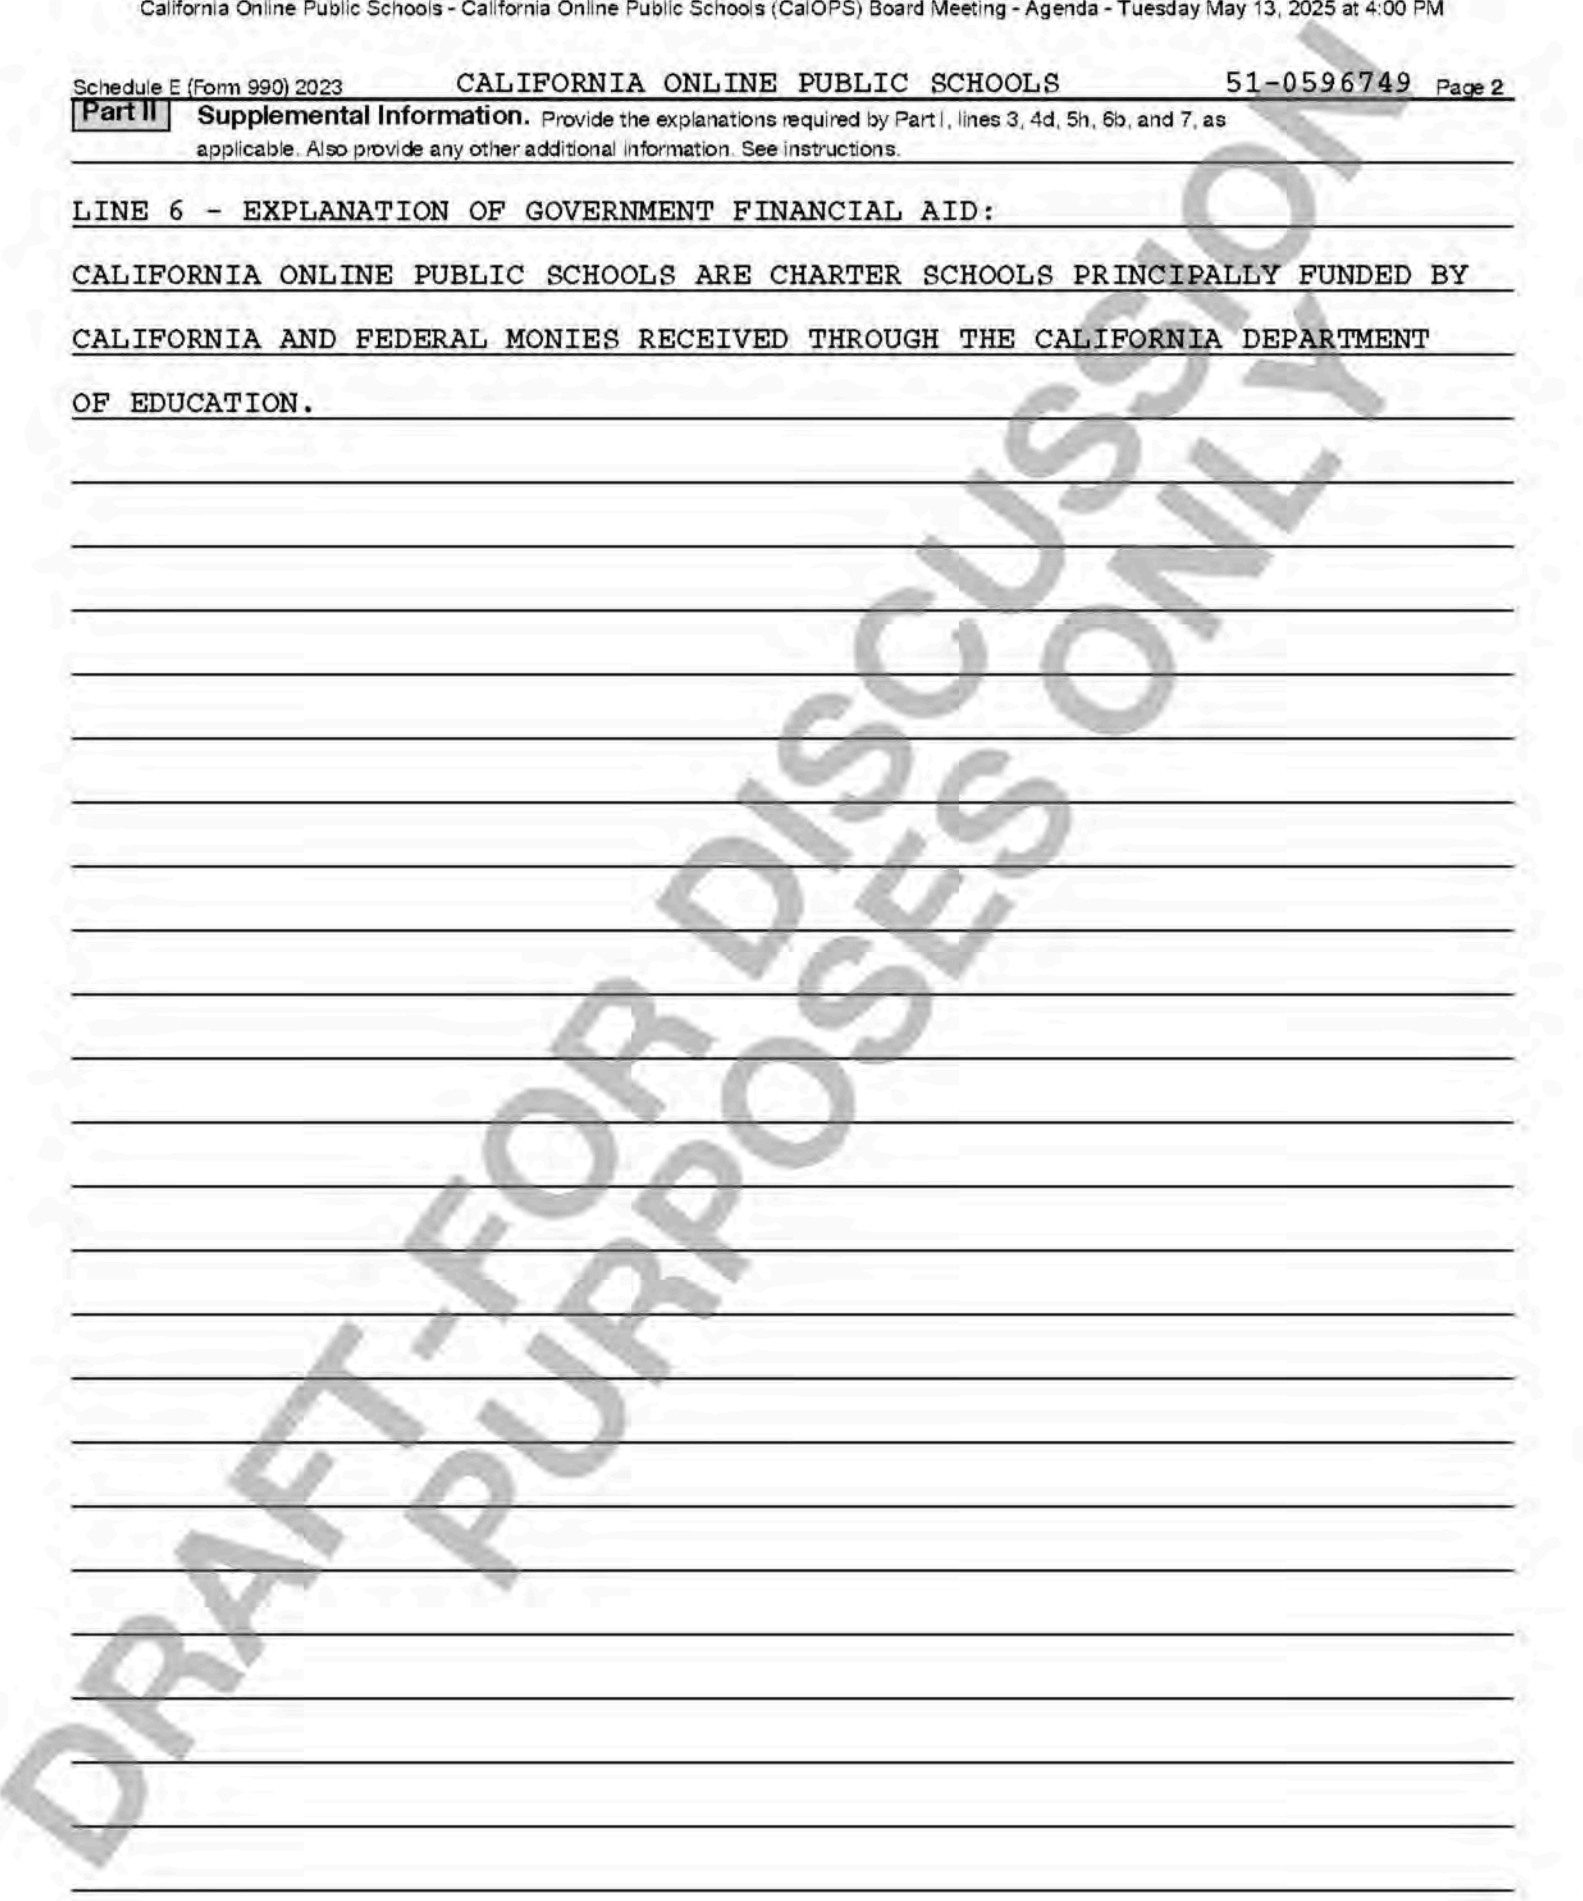 California Online Public Schools - California Online Public Schools (CalOPS) Board Meeting - Agenda - Tuesday May 13, 2025 at 4:00 PM
Schedule E (Form 990) 2023 CALIFORNIA ONLINE PUBLIC SCHOOLS 51-0596749 Page 2
Part II Supplemental Information. Provide the explanations required by Part I, lines 3, 4d, 5h, 6b, and 7, as
applicable. Also provide any other additional information. See instructions.
LINE 6 - EXPLANATION OF GOVERNMENT FINANCIAL AID:
CALIFORNIA ONLINE PUBLIC SCHOOLS ARE CHARTER SCHOOLS PRINCIPALLY FUNDED BY
CALIFORNIA AND FEDERAL MONIES RECEIVED THROUGH THE CALIFORNIA DEPARTMENT
OF EDUCATION.
DRAFT-FOR DISCUSSION
PURPOSES ONLY